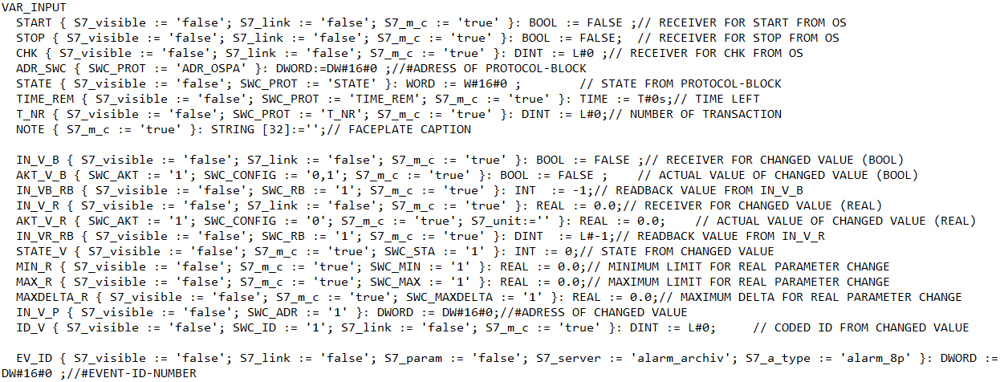 VAR_INPUT
START { S7_visible := 'false'; S7_link := 'false'; S7_m_c := 'true' }: BOOL := FALSE ;// RECEIVER FOR START FROM OS
STOP { S7_visible := 'false'; S7_link := 'false'; S7_m_c := 'true' }: BOOL := FALSE;  // RECEIVER FOR STOP FROM OS
CHK { S7_visible := 'false'; S7_link := 'false'; S7_m_c := 'true' }: DINT := L#0 ;// RECEIVER FOR CHK FROM OS
ADR_SWC { SWC_PROT := 'ADR_OSPA' }: DWORD:=DW#16#0 ;//#ADRESS OF PROTOCOL-BLOCK
STATE { S7_visible := 'false'; SWC_PROT := 'STATE' }: WORD := W#16#0 ;        // STATE FROM PROTOCOL-BLOCK
TIME_REM { S7_visible := 'false'; SWC_PROT := 'TIME_REM'; S7_m_c := 'true' }: TIME := T#0s;// TIME LEFT
T_NR { S7_visible := 'false'; SWC_PROT := 'T_NR'; S7_m_c := 'true' }: DINT := L#0;// NUMBER OF TRANSACTION
NOTE { S7_m_c := 'true' }: STRING [32]:='';// FACEPLATE CAPTION
IN_V_B { S7_visible := 'false'; S7_link := 'false'; S7_m_c := 'true' }: BOOL := FALSE ;// RECEIVER FOR CHANGED VALUE (BOOL)
AKT_V_B { SWC_AKT := '1'; SWC_CONFIG := '0,1'; S7_m_c := 'true' }: BOOL := FALSE ;    // ACTUAL VALUE OF CHANGED VALUE (BOOL)
IN_VB_RB { S7_visible := 'false'; SWC_RB := '1'; S7_m_c := 'true' }: INT  := -1;// READBACK VALUE FROM IN_V_B
IN_V_R { S7_visible := 'false'; S7_link := 'false'; S7_m_c := 'true' }: REAL := 0.0;// RECEIVER FOR CHANGED VALUE (REAL)
AKT_V_R { SWC_AKT := '1'; SWC_CONFIG := '0'; S7_m_c := 'true'; S7_unit:='' }: REAL := 0.0;    // ACTUAL VALUE OF CHANGED VALUE (REAL)
IN_VR_RB { S7_visible := 'false'; SWC_RB := '1'; S7_m_c := 'true' }: DINT  := L#-1;// READBACK VALUE FROM IN_V_R
STATE_V { S7_visible := 'false'; S7_m_c := 'true'; SWC_STA := '1' }: INT := 0;// STATE FROM CHANGED VALUE
MIN_R { S7_visible := 'false'; S7_m_c := 'true'; SWC_MIN := '1' }: REAL := 0.0;// MINIMUM LIMIT FOR REAL PARAMETER CHANGE
MAX_R { S7_visible := 'false'; S7_m_c := 'true'; SWC_MAX := '1' }: REAL := 0.0;// MAXIMUM LIMIT FOR REAL PARAMETER CHANGE
MAXDELTA_R { S7_visible := 'false'; S7_m_c := 'true'; SWC_MAXDELTA := '1' }: REAL := 0.0;// MAXIMUM DELTA FOR REAL PARAMETER CHANGE
IN_V_P { S7_visible := 'false'; SWC_ADR := '1' }: DWORD := DW#16#0;//#ADRESS OF CHANGED VALUE
ID_V { S7_visible := 'false'; SWC_ID := '1'; S7_link := 'false'; S7_m_c := 'true' }: DINT := L#0;     // CODED ID FROM CHANGED VALUE
EV_ID { S7_visible := 'false'; S7_link := 'false'; S7_param := 'false'; S7_server := 'alarm_archiv'; S7_a_type := 'alarm_8p' }: DWORD :=
DW#16#0 ;//#EVENT-ID-NUMBER